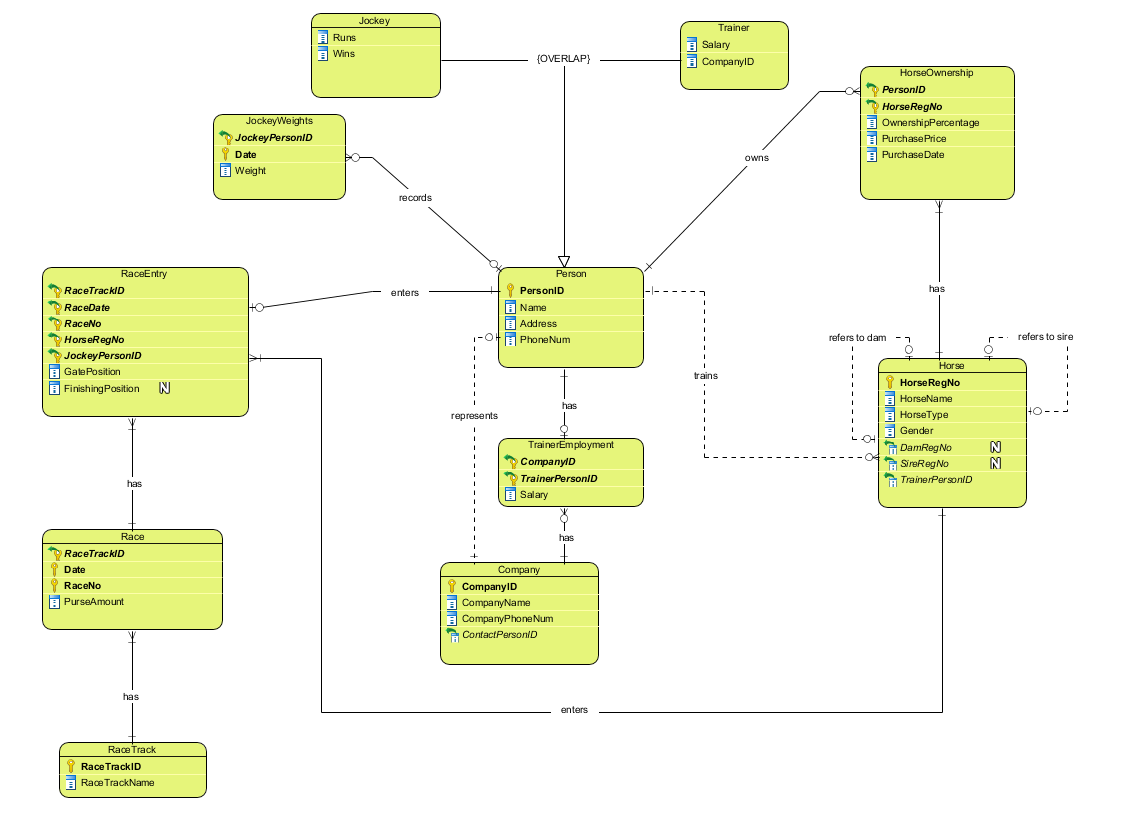 Jockey
Runs
Wins
{OVERLAP}
Trainer
Salary
CompanyID
HorseOwnership
PersonID
HorseRegNo
OwnershipPercentage
PurchasePrice
PurchaseDate
JockeyWeights
JockeyPersonID
Date
Weight
owns
records
RaceEntry
RaceTrackID
RaceDate
RaceNo
HorseRegNo
JockeyPersonID
GatePosition
FinishingPosition N
enters
Person
PersonID
Name
Address
PhoneNum
has
refers to dam
refers to sire
trains
Horse
HorseRegNo
HorseName
HorseType
Gender
DamRegNo N
SireRegNo N
TrainerPersonID
represents
has
TrainerEmployment
CompanyID
TrainerPersonID
Salary
has
has
Race
RaceTrackID
Date
RaceNo
PurseAmount
Company
CompanyID
CompanyName
CompanyPhoneNum
ContactPersonID
has
enters
RaceTrack
RaceTrackID
RaceTrackName